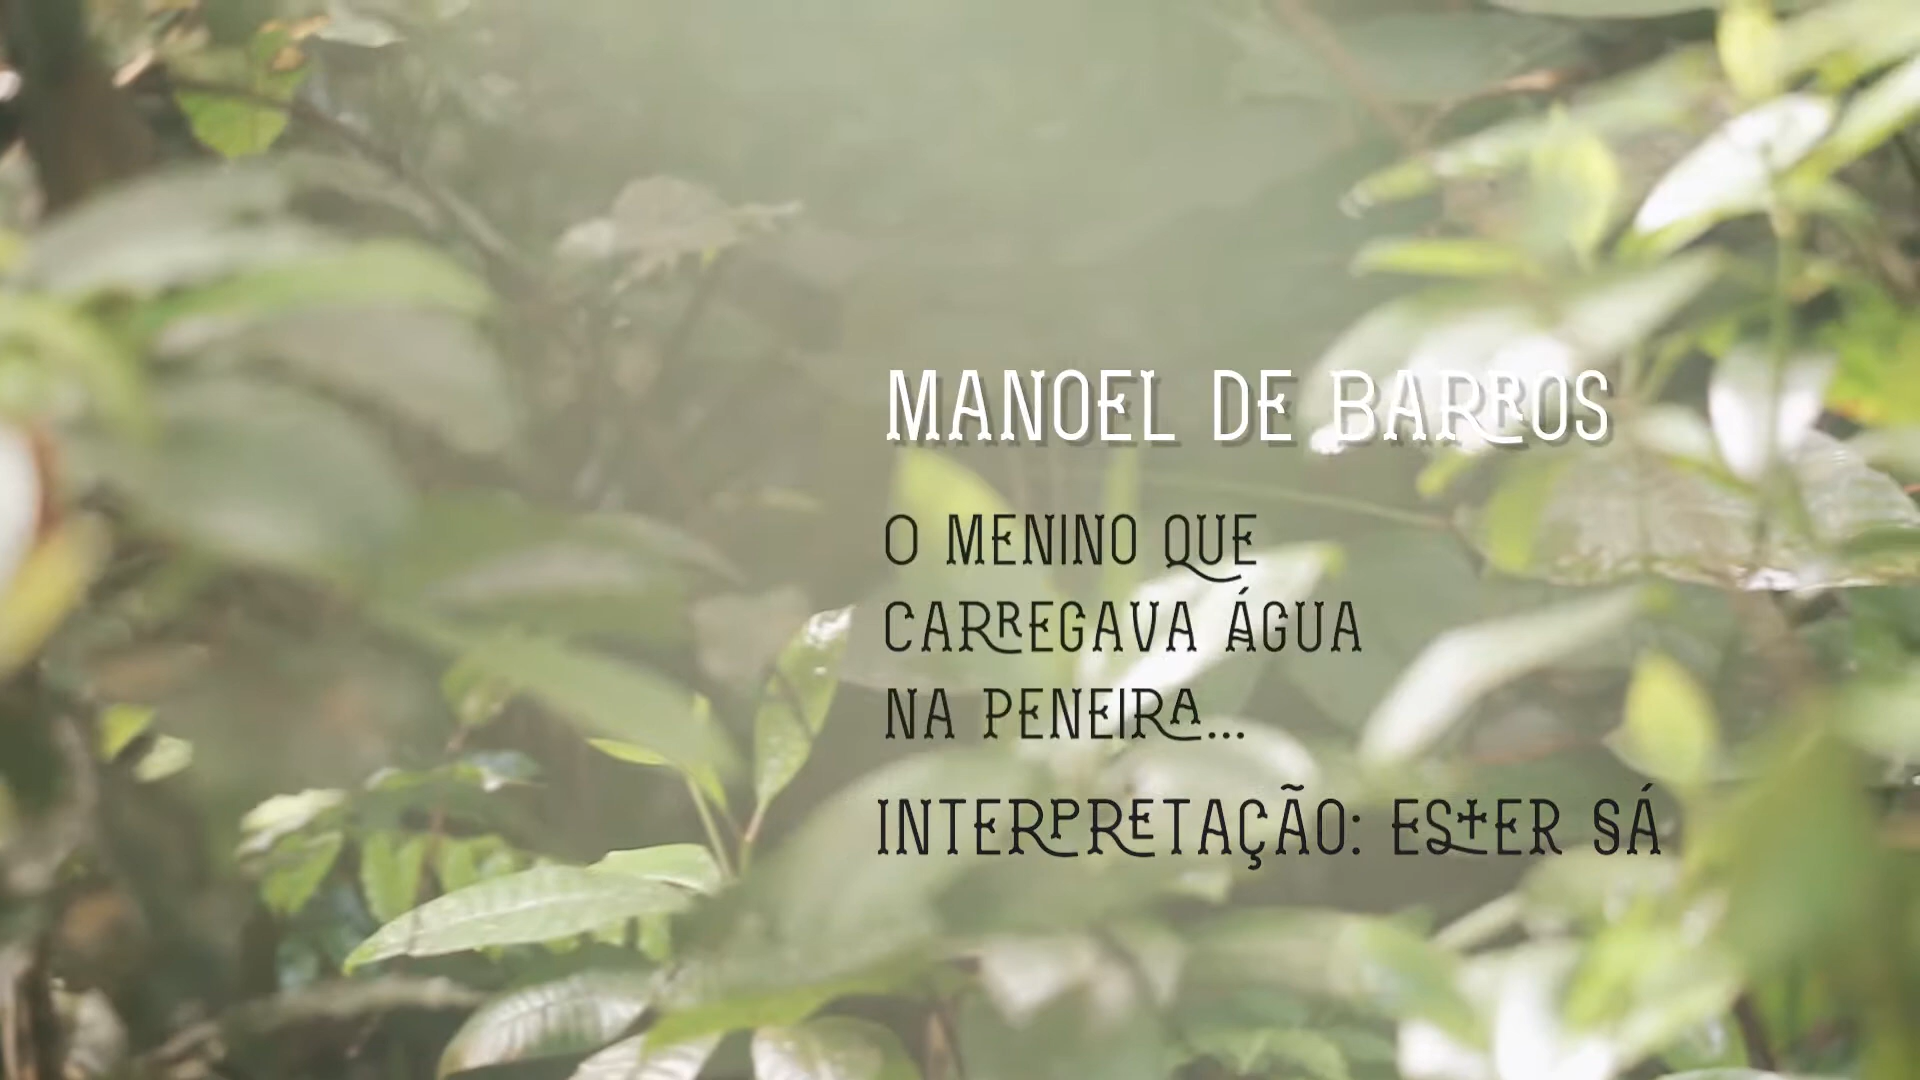 MANOEL DE BARROS
O MENINO QUE
CARREGAVA ÁGUA
NA PENEIRA...
INTERPRETAÇÃO: ESTER SÁ